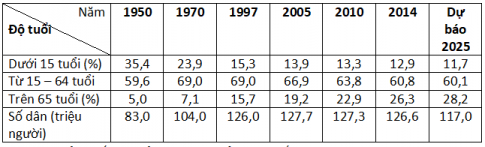 Năm 1950 1970 1997 2005 2010 2014 Dự
Độ tuổi báo
2025
Dưới 15 tuổi (%) 35,4 23,9 15,3 13,9 13,3 12,9 11,7
Từ 15 – 64 tuổi 59,6 69,0 69,0 66,9 63,8 60,8 60,1
Trên 65 tuổi (%) 5,0 7,1 15,7 19,2 22,9 26,3 28,2
Số dân (triệu 83,0 104,0 126,0 127,7 127,3 126,6 117,0
người)